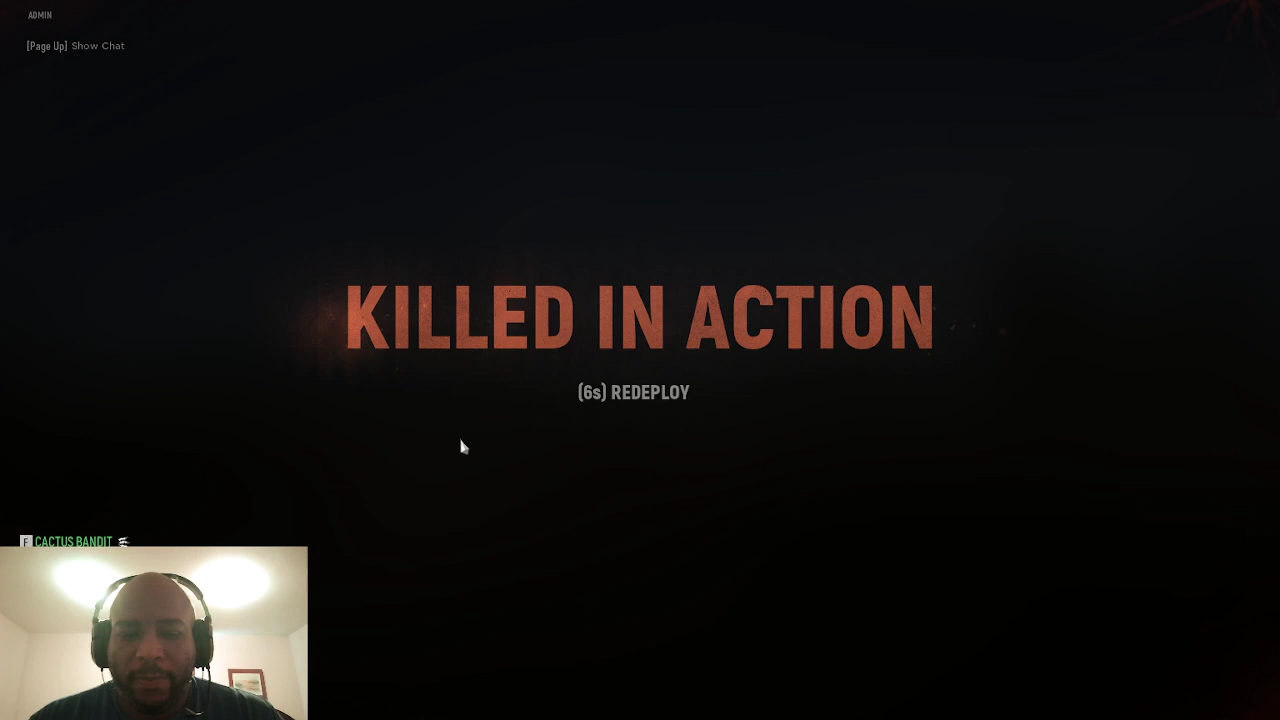 ADMIN
[Page Up] Show Chat
KILLED IN ACTION
(6s) REDEPLOY
F CACTUS BANDIT